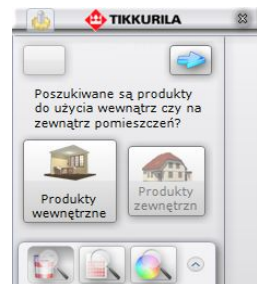 TIKKURILA
Poszukiwane są produkty
do użycia wewnątrz czy na
zewnątrz pomieszczeń?
Produkty
wewnętrzne
Produkty
zewnętrzn